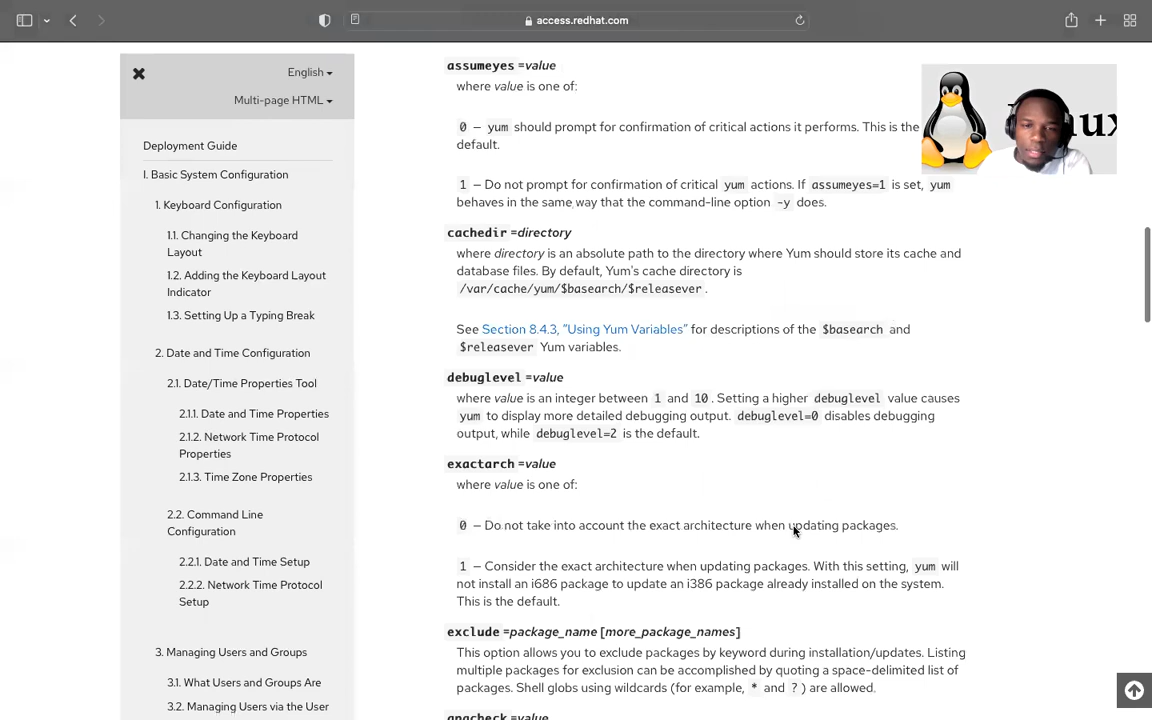 access.redhat.com
English
Multi-page HTML
Deployment Guide
I. Basic System Configuration
1. Keyboard Configuration
1.1. Changing the Keyboard
Layout
1.2. Adding the Keyboard Layout
Indicator
1.3. Setting Up a Typing Break
2. Date and Time Configuration
2.1. Date/Time Properties Tool
2.1.1. Date and Time Properties
2.1.2. Network Time Protocol
Properties
2.1.3. Time Zone Properties
2.2. Command Line
Configuration
2.2.1. Date and Time Setup
2.2.2. Network Time Protocol
Setup
3. Managing Users and Groups
3.1. What Users and Groups Are
3.2. Managing Users via the User
assumeyes =value
where value is one of:
0 — yum should prompt for confirmation of critical actions it performs. This is the
default.
1 — Do not prompt for confirmation of critical yum actions. If assumeyes=1 is set, yum
behaves in the same way that the command-line option -y does.
cachedir =directory
where directory is an absolute path to the directory where Yum should store its cache and
database files. By default, Yum's cache directory is
/var/cache/yum/$basearch/$releasever .
See Section 8.4.3, “Using Yum Variables” for descriptions of the $basearch and
$releasever Yum variables.
debuglevel =value
where value is an integer between 1 and 10 . Setting a higher debuglevel value causes
yum to display more detailed debugging output. debuglevel=0 disables debugging
output, while debuglevel=2 is the default.
exactarch =value
where value is one of:
0 — Do not take into account the exact architecture when updating packages.
1 — Consider the exact architecture when updating packages. With this setting, yum will
not install an i686 package to update an i386 package already installed on the system.
This is the default.
exclude =package_name [more_package_names]
This option allows you to exclude packages by keyword during installation/updates. Listing
multiple packages for exclusion can be accomplished by quoting a space-delimited list of
packages. Shell globs using wildcards (for example, * and ? ) are allowed.
gpgcheck =value